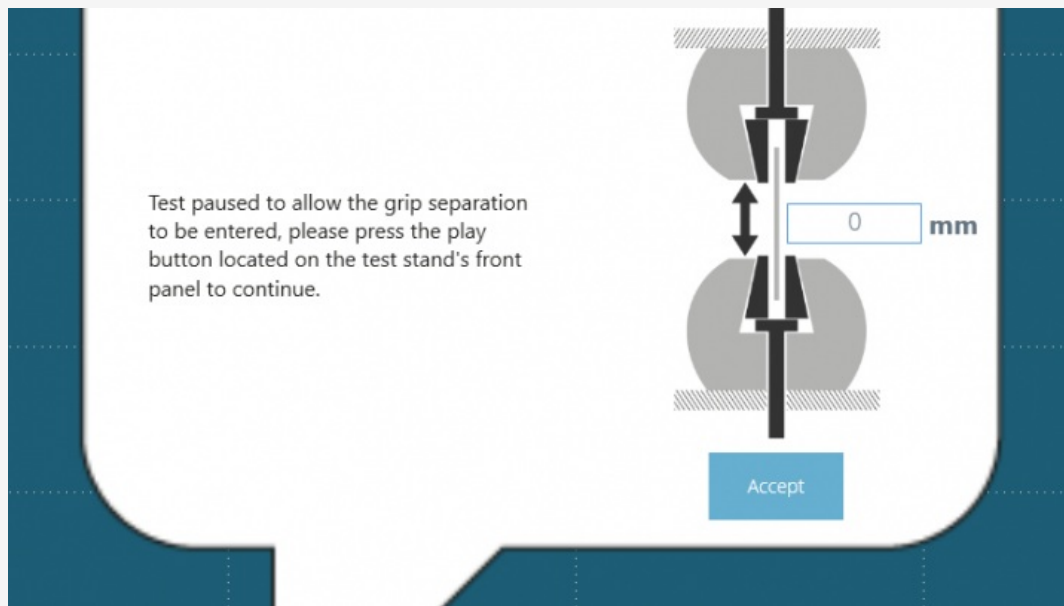 Test paused to allow the grip separation
to be entered, please press the play
button located on the test stand's front
panel to continue.
0 mm
Accept